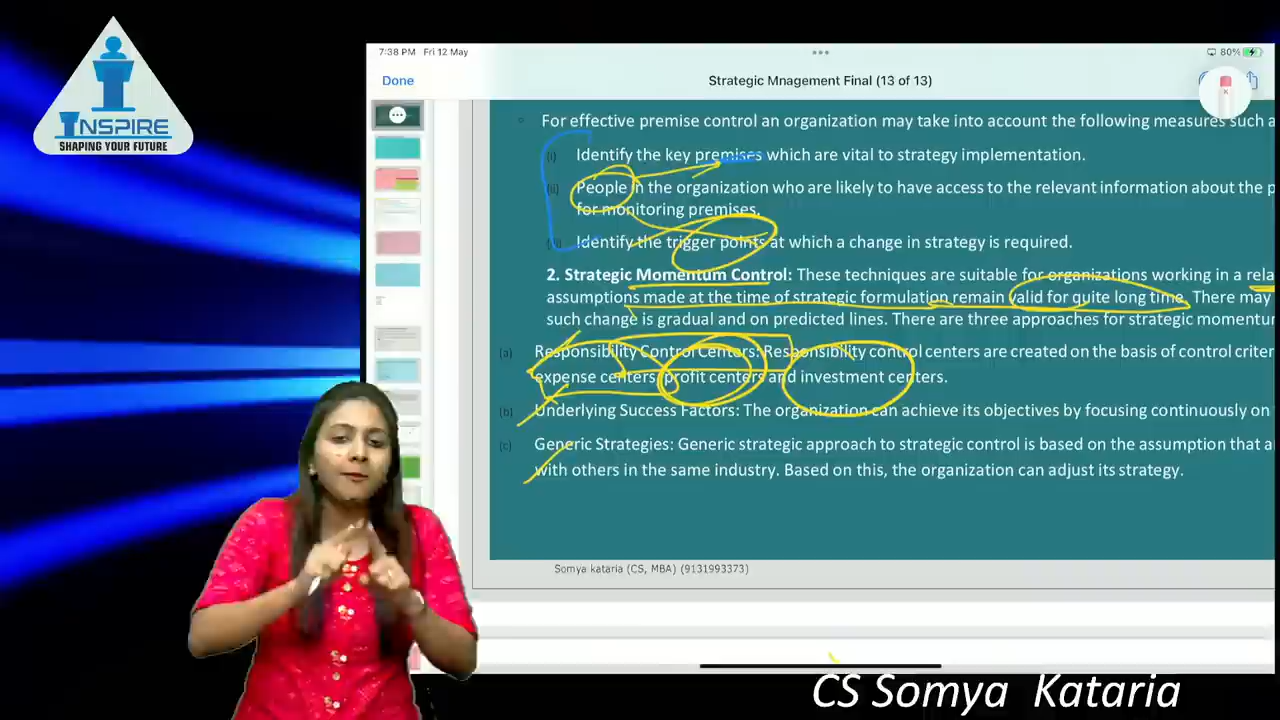 7:38 PM Fri 12 May
80%
Done
Strategic Mnagement Final (13 of 13)
INSPIRE
SHAPING YOUR FUTURE
For effective premise control an organization may take into account the following measures such a
(i) Identify the key premises which are vital to strategy implementation.
(ii) People in the organization who are likely to have access to the relevant information about the p
for monitoring premises.
Identify the trigger points at which a change in strategy is required.
2. Strategic Momentum Control: These techniques are suitable for organizations working in a rela
assumptions made at the time of strategic formulation remain valid for quite long time. There may
such change is gradual and on predicted lines. There are three approaches for strategic momentu
(a) Responsibility Control Centers: Responsibility control centers are created on the basis of control criter
expense centers, profit centers and investment centers.
(b) Underlying Success Factors: The organization can achieve its objectives by focusing continuously on
(c) Generic Strategies: Generic strategic approach to strategic control is based on the assumption that a
with others in the same industry. Based on this, the organization can adjust its strategy.
Somya kataria (CS, MBA) (9131993373)
CS Somya Kataria